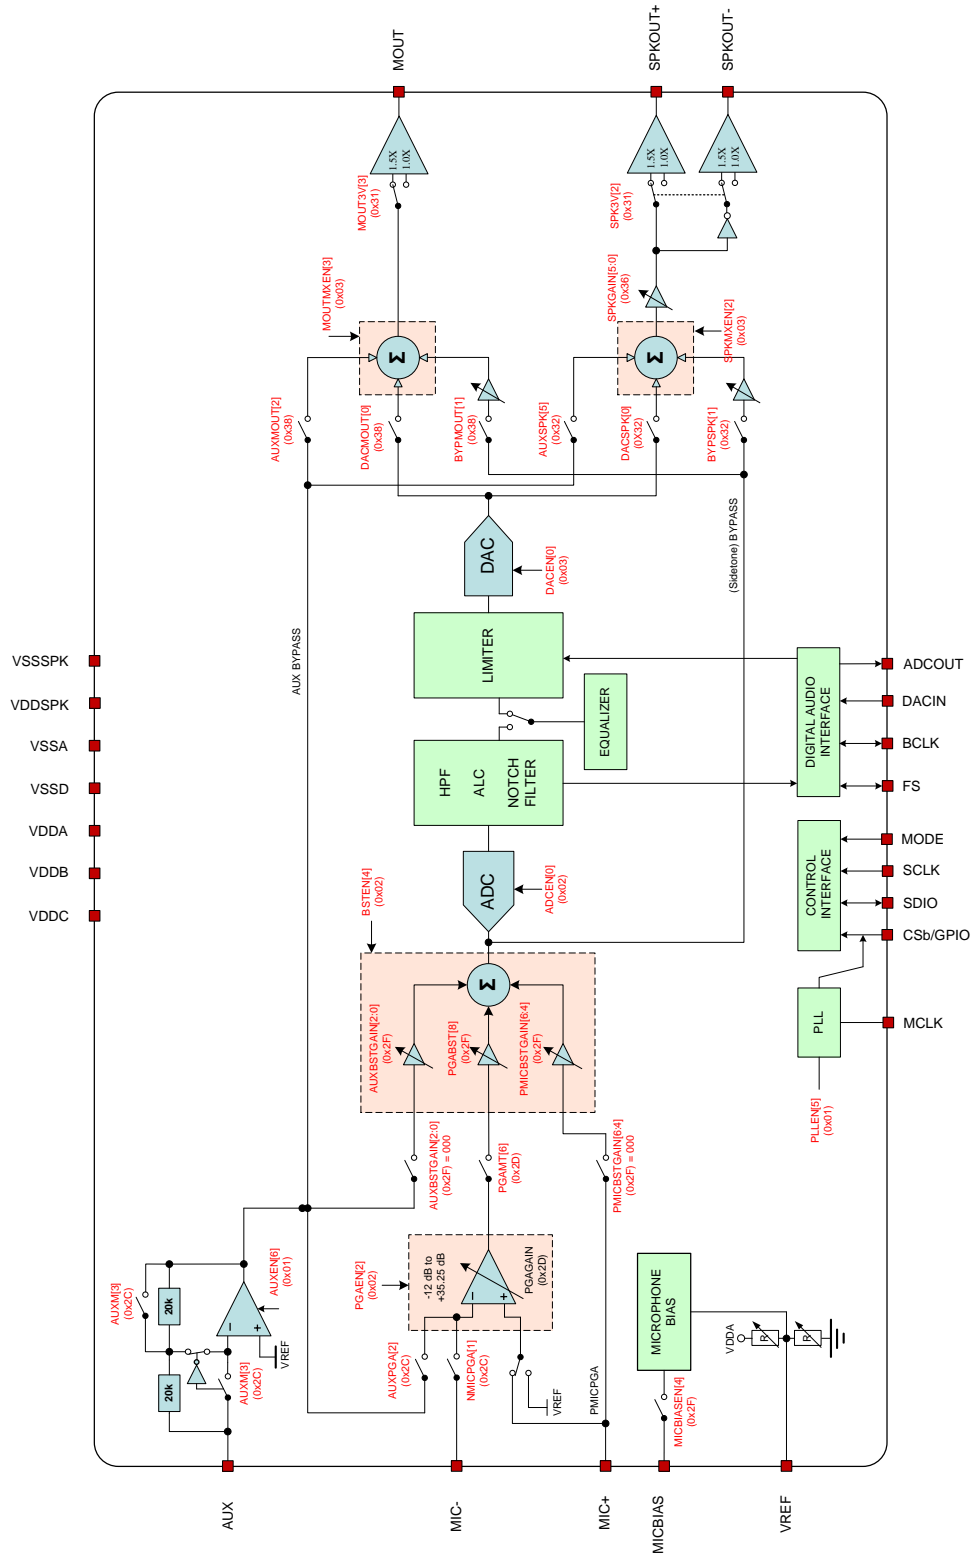 MOUT
SPKOUT+
SPKOUT-
1.5X
1.0X
1.5X
1.0X
1.5X
1.0X
MOUT3V[3]
(0x31)
SPK3V[2]
(0x31)
MOUTMXEN[3]
(0x03)
SPKGAIN[5:0]
(0x36)
SPKMXEN[2]
(0x03)
Σ
Σ
AUXMOUT[2]
(0x38)
DACMOUT[0]
(0x38)
BYPMOUT[1]
(0x38)
AUXSPK[5]
(0x32)
DACSPK[0]
(0X32)
BYPSPK[1]
(0x32)
DAC
DACEN[0]
(0x03)
AUX BYPASS
(Sidetone) BYPASS
VSSSPK
VDDSPK
VSSA
VSSD
VDDA
VDDB
VDDC
LIMITER
EQUALIZER
HPF
ALC
NOTCH
FILTER
DIGITAL AUDIO
INTERFACE
ADCOUT
DACIN
BCLK
FS
CONTROL
INTERFACE
MODE
SCLK
SDIO
CSb/GPIO
PLL
MCLK
PLLEN[5]
(0x01)
ADC
ADCEN[0]
(0x02)
BSTEN[4]
(0x02)
Σ
AUXBSTGAIN[2:0]
(0x2F)
PGABST[8]
(0x2F)
PMICBSTGAIN[6:4]
(0x2F)
AUXBSTGAIN[2:0]
(0x2F) = 000
PGAMT[6]
(0x2D)
PMICBSTGAIN[6:4]
(0x2F) = 000
AUXM[3]
(0x2C)
20k
20k
AUXEN[6]
(0x01)
VREF
AUXM[3]
(0x2C)
PGAEN[2]
(0x02)
-12 dB to
+35.25 dB
PGAGAIN
(0x2D)
AUXPGA[2]
(0x2C)
NMICPGA[1]
(0x2C)
VREF
PMICPGA
MICROPHONE
BIAS
MICBIASEN[4]
(0x2F)
VDDA
R
R
AUX
MIC-
MIC+
MICBIAS
VREF